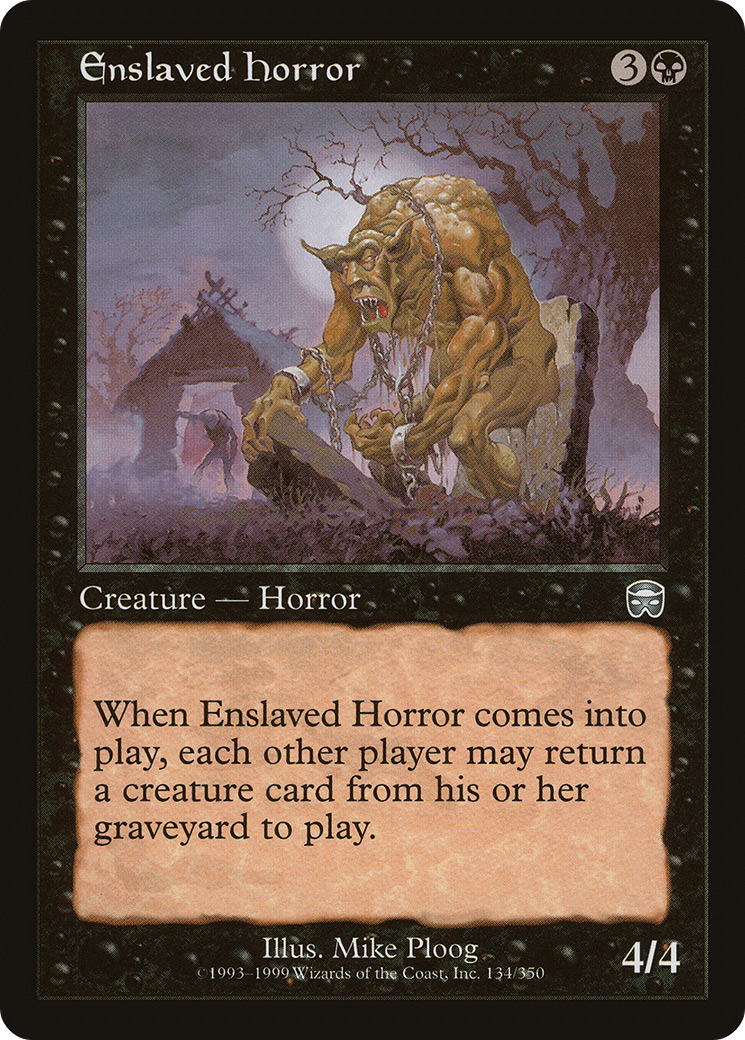 Enslaved Horror
3
Creature — Horror
When Enslaved Horror comes into
play, each other player may return
a creature card from his or her
graveyard to play.
Illus. Mike Ploog
©1993–1999 Wizards of the Coast, Inc. 134/350
4/4